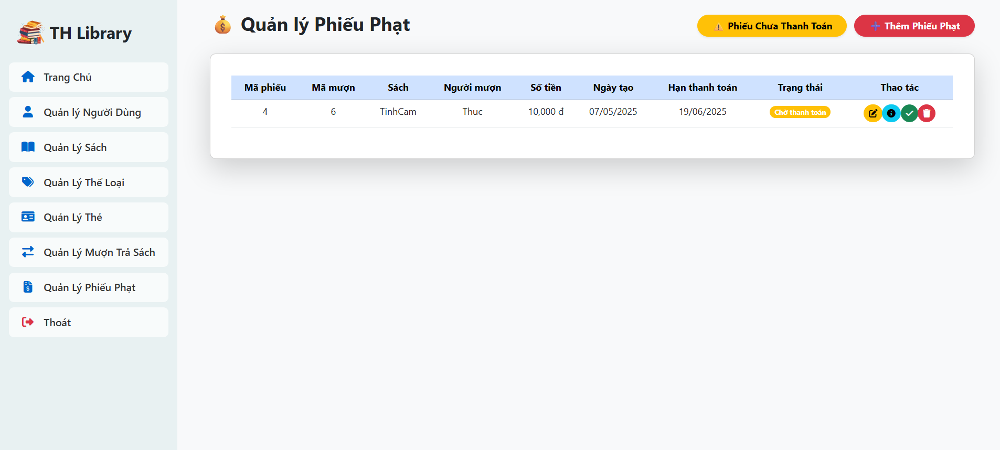 TH Library
Trang Chủ
Quản lý Người Dùng
Quản Lý Sách
Quản Lý Thể Loại
Quản Lý Thẻ
Quản Lý Mượn Trả Sách
Quản Lý Phiếu Phạt
Thoát
Quản lý Phiếu Phạt
Phiếu Chưa Thanh Toán
Thêm Phiếu Phạt
Mã phiếu Mã mượn Sách Người mượn Số tiền Ngày tạo Hạn thanh toán Trạng thái Thao tác
4 6 TinhCam Thuc 10,000 đ 07/05/2025 19/06/2025 Chờ thanh toán